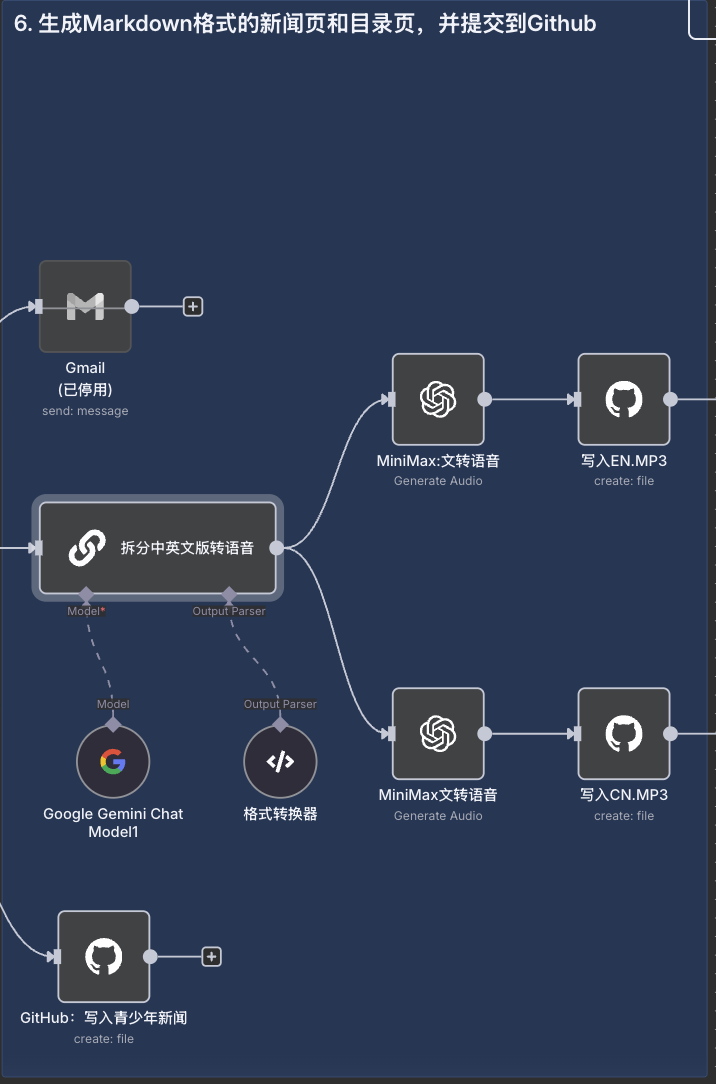 6. 生成Markdown格式的新闻页和目录页，并提交到Github
Gmail
(已停用)
send: message
MiniMax:文转语音
Generate Audio
写入EN.MP3
create: file
拆分中英文版转语音
Model*
Output Parser
Model
Output Parser
Google Gemini Chat
Model1
格式转换器
MiniMax文转语音
Generate Audio
写入CN.MP3
create: file
GitHub：写入青少年新闻
create: file